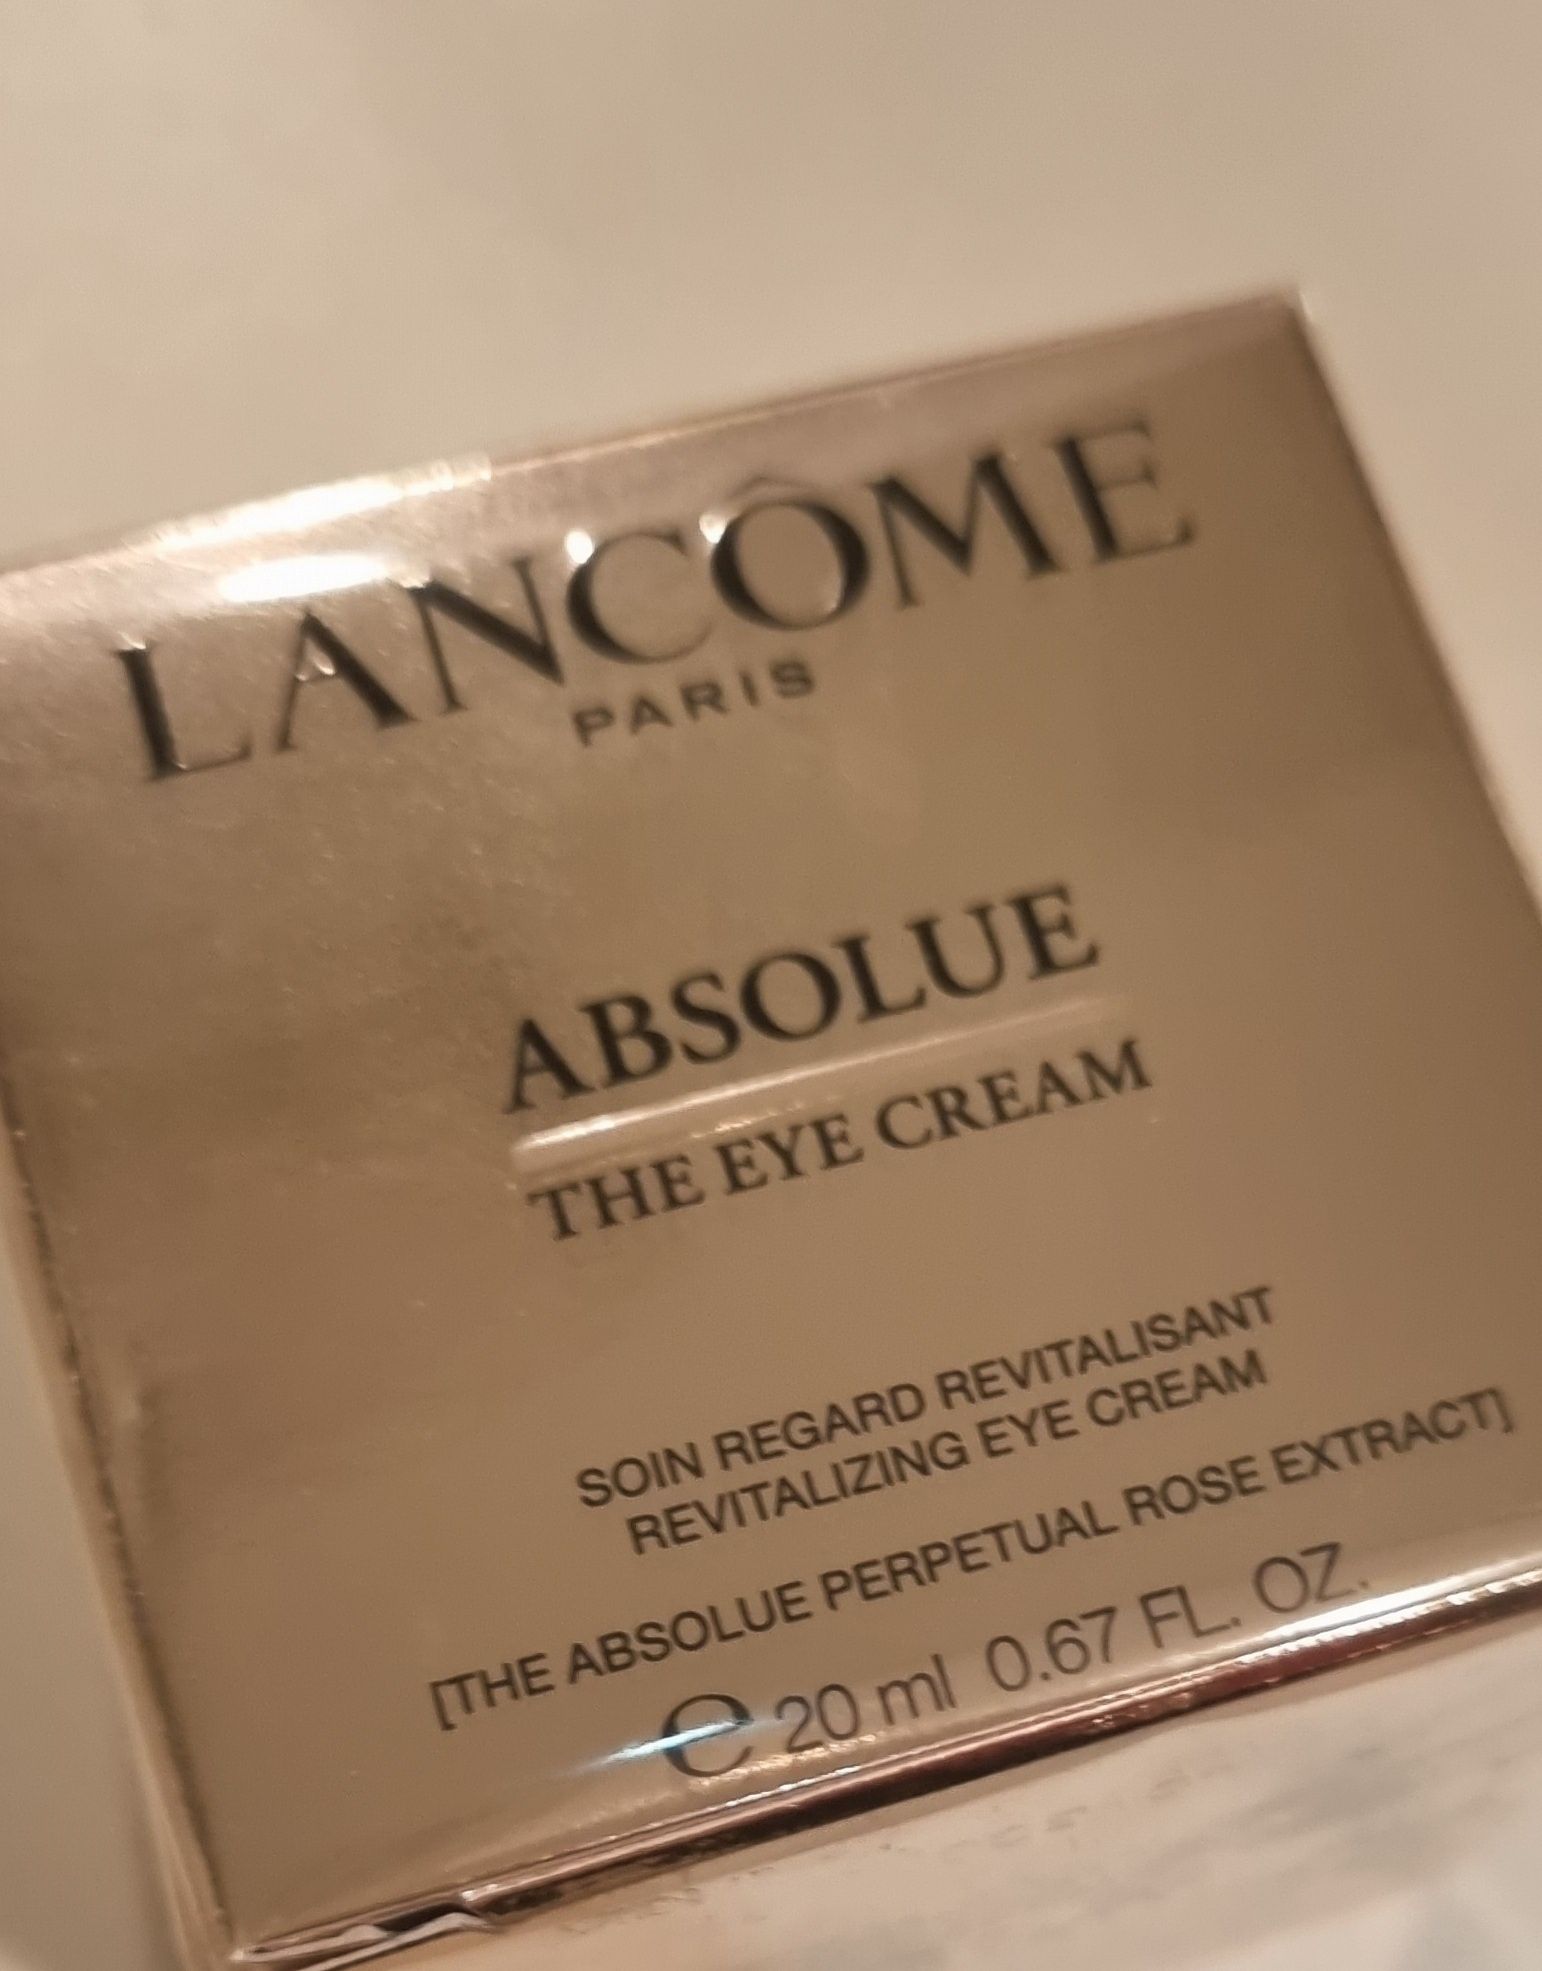 LANCÔME
PARIS
ABSOLUE
THE EYE CREAM
SOIN REGARD REVITALISANT
REVITALIZING EYE CREAM
[THE ABSOLUE PERPETUAL ROSE EXTRACT]
℮ 20 ml 0.67 FL. OZ.